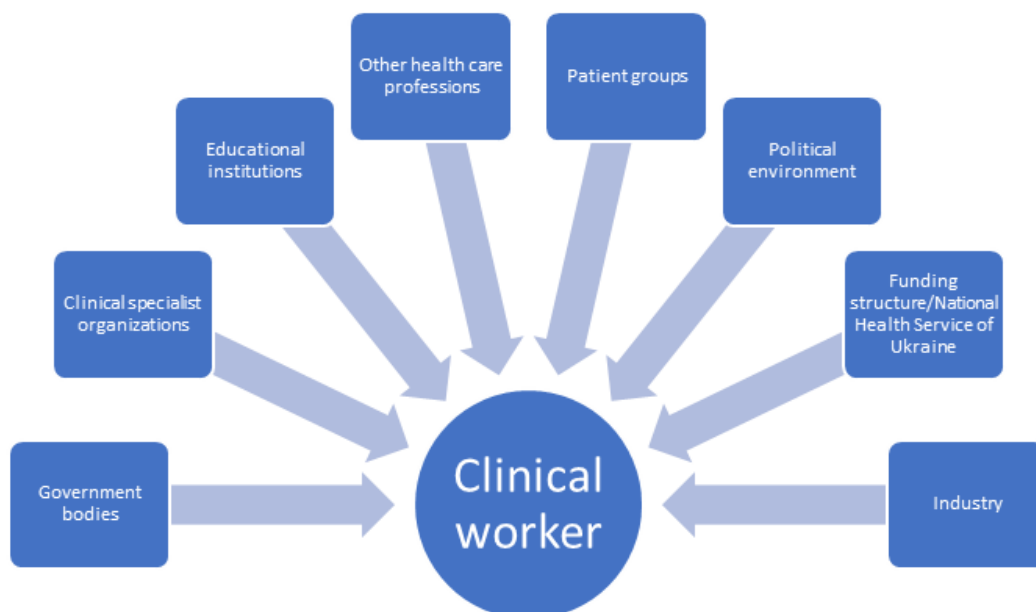 Other health care
professions
Patient groups
Educational
institutions
Political
environment
Clinical specialist
organizations
Funding
structure/National
Health Service of
Ukraine
Government
bodies
Clinical
worker
Industry